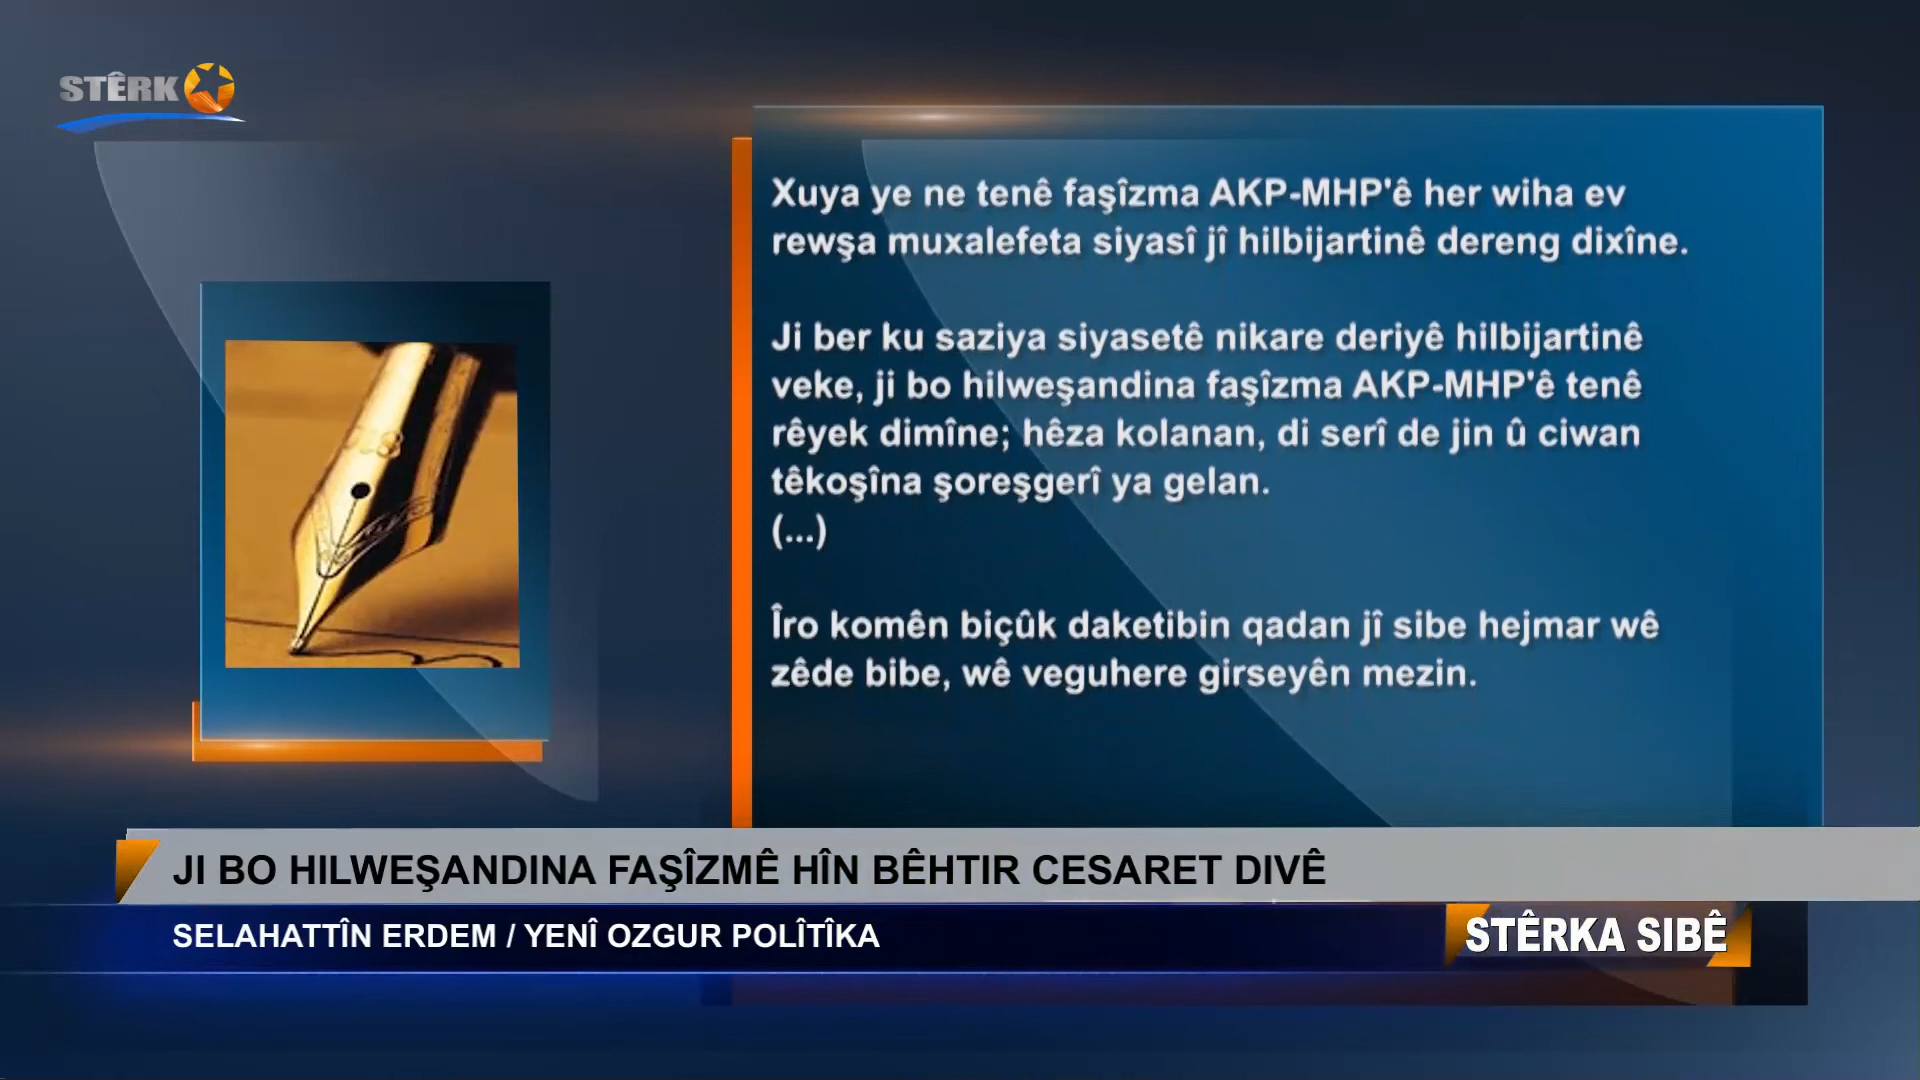 STÊRK
Xuya ye ne tenê faşîzma AKP-MHP'ê her wiha ev
rewşa muxalefeta siyasî jî hilbijartinê dereng dixîne.
Ji ber ku saziya siyasetê nikare deriyê hilbijartinê
veke, ji bo hilweşandina faşîzma AKP-MHP'ê tenê
rêyek dimîne; hêza kolanan, di serî de jin û ciwan
têkoşîna şoreşgerî ya gelan.
(...)
Îro komên biçûk daketibin qadan jî sibe hejmar wê
zêde bibe, wê veguhere girseyên mezin.
JI BO HILWEŞANDINA FAŞÎZMÊ HÎN BÊHTIR CESARET DIVÊ
SELAHATTÎN ERDEM / YENÎ OZGUR POLÎTÎKA
STÊRKA SIBÊ